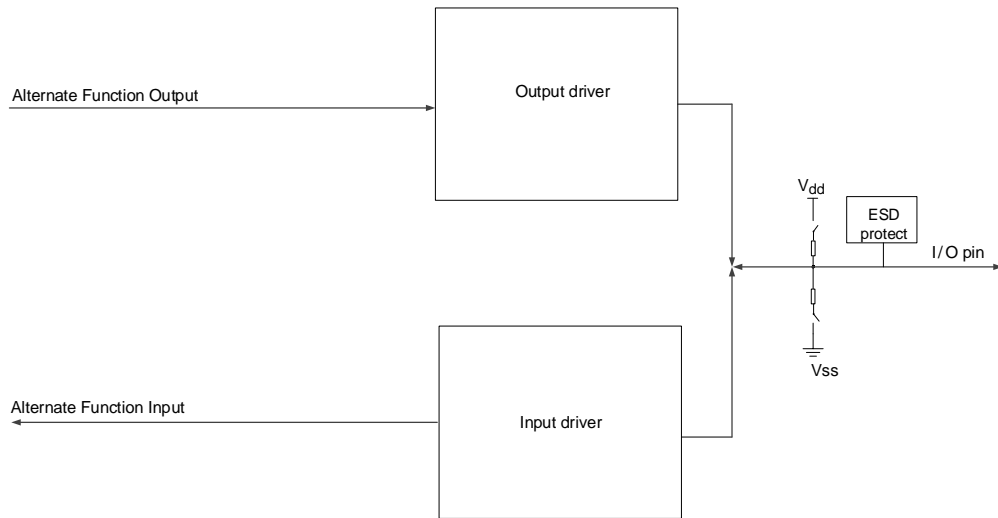 Alternate Function Output
Output driver
Vdd
ESD
protect
I/O pin
Vss
Alternate Function Input
Input driver